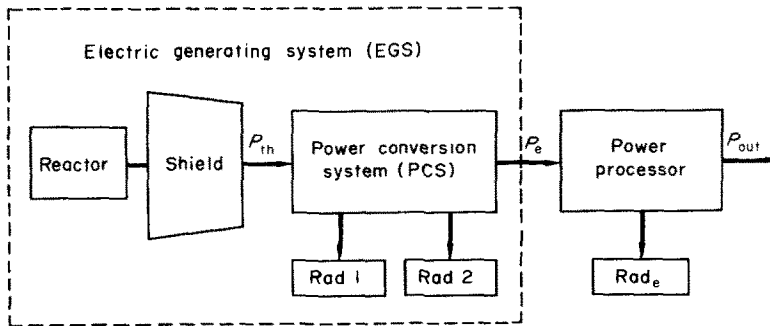 Electric generating system (EGS)
Reactor
Shield
P_th
Power conversion
system (PCS)
P_e
Power
processor
P_out
Rad 1
Rad 2
Rad_e